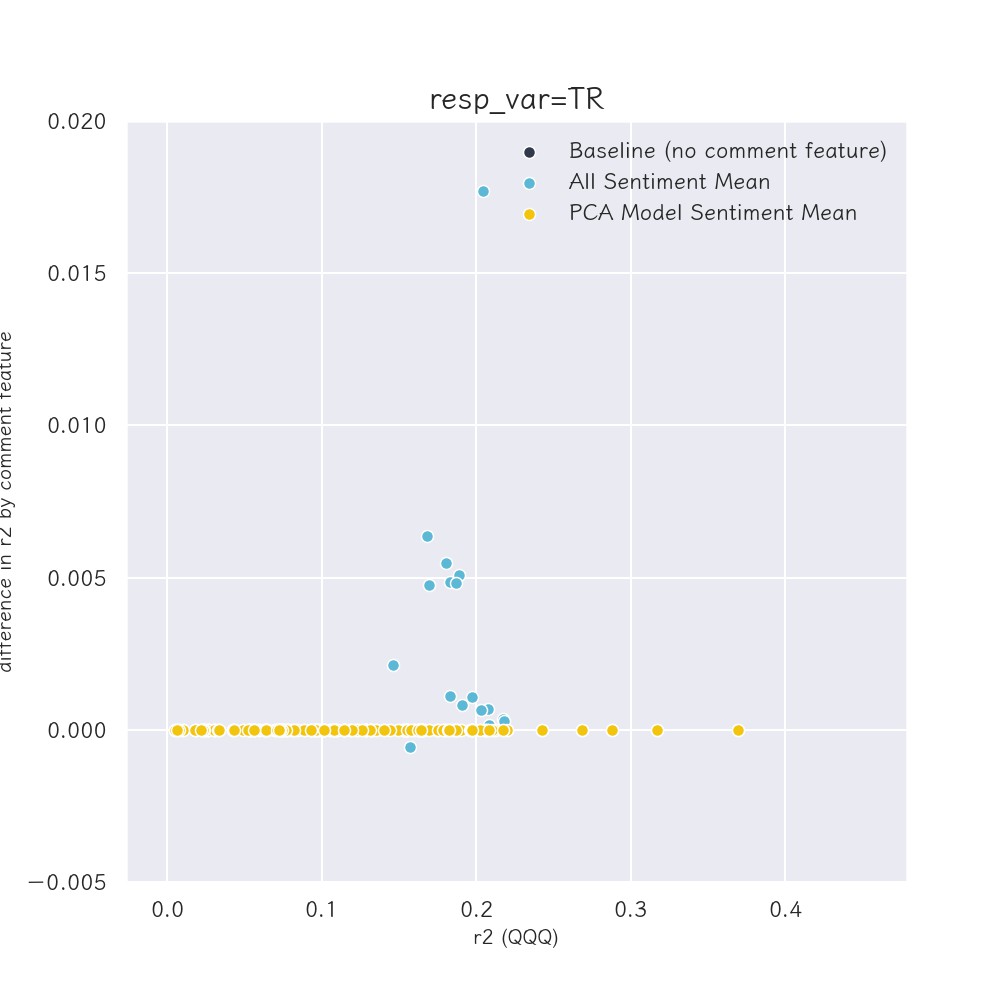 resp_var=TR
0.020
0.015
0.010
0.005
0.000
−0.005
difference in r2 by comment feature
Baseline (no comment feature)
All Sentiment Mean
PCA Model Sentiment Mean
0.0 0.1 0.2 0.3 0.4
r2 (QQQ)